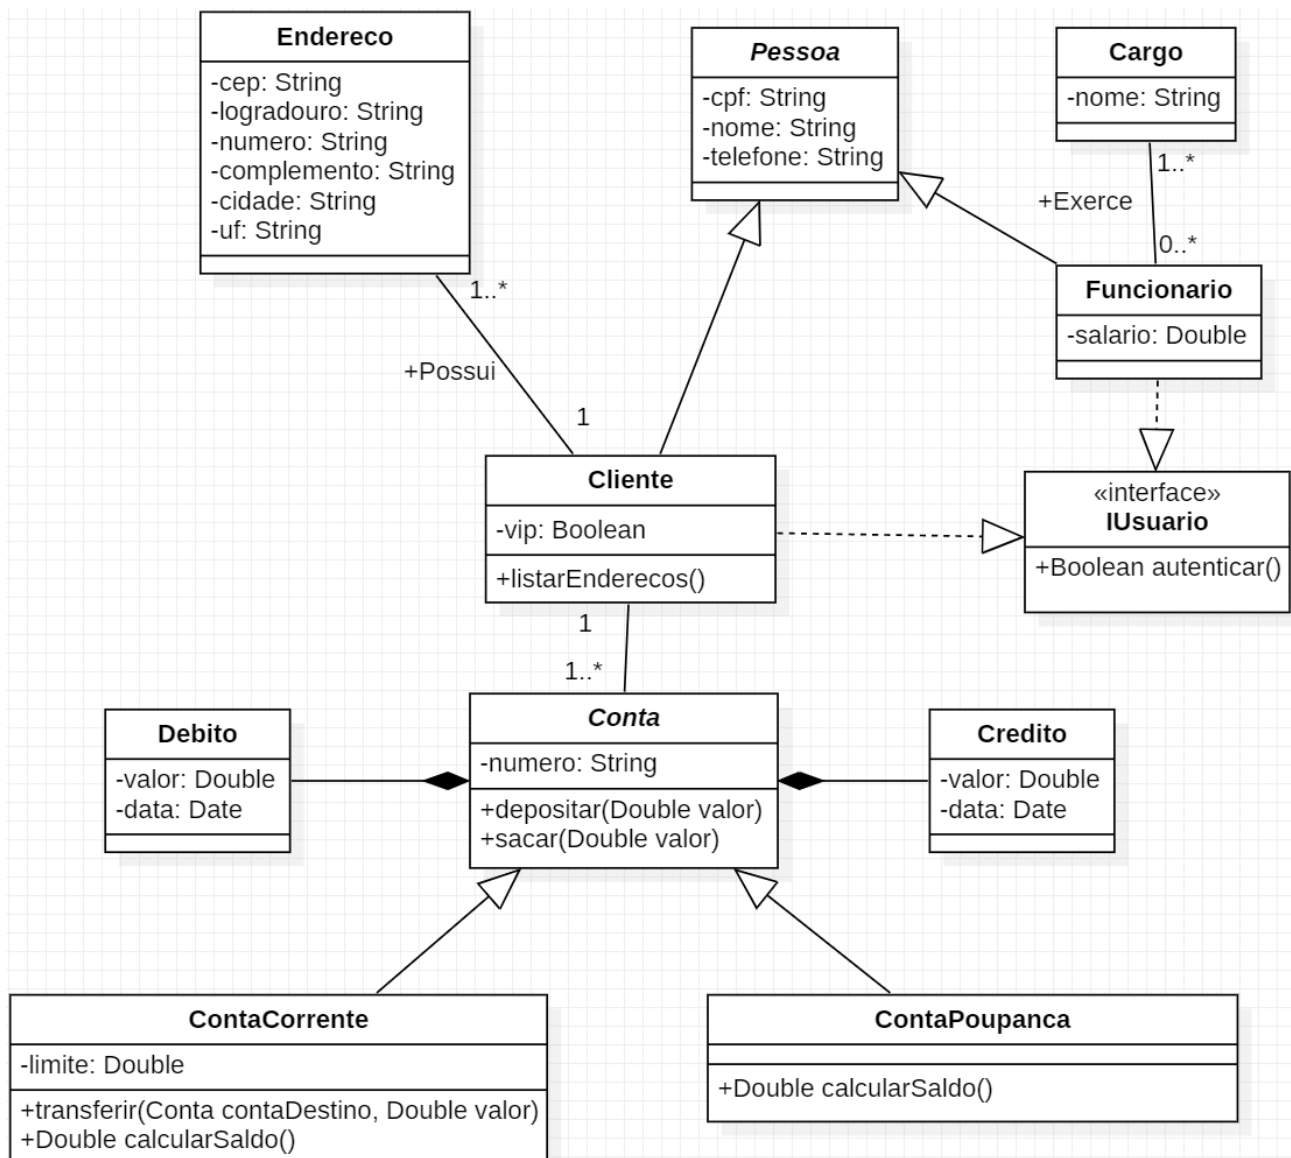 Endereco
-cep: String
-logradouro: String
-numero: String
-complemento: String
-cidade: String
-uf: String
Pessoa
-cpf: String
-nome: String
-telefone: String
Cargo
-nome: String
1..*
+Exerce
0..*
Funcionario
-salario: Double
1..*
+Possui
1
Cliente
-vip: Boolean
+listarEnderecos()
«interface»
IUsuario
+Boolean autenticar()
1
1..*
Debito
-valor: Double
-data: Date
Conta
-numero: String
+depositar(Double valor)
+sacar(Double valor)
Credito
-valor: Double
-data: Date
ContaCorrente
-limite: Double
+transferir(Conta contaDestino, Double valor)
+Double calcularSaldo()
ContaPoupanca
+Double calcularSaldo()